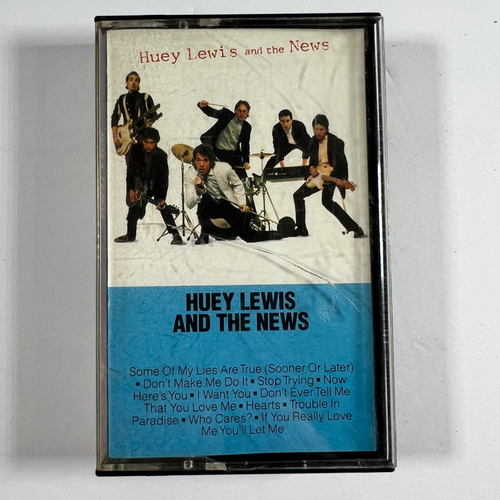 Huey Lewis and the News
HUEY LEWIS
AND THE NEWS
Some Of My Lies Are True (Sooner Or Later)
▪ Don't Make Me Do It ▪ Stop Trying ▪ Now
Here's You ▪ I Want You ▪ Don't Ever Tell Me
That You Love Me ▪ Hearts ▪ Trouble In
Paradise ▪ Who Cares? ▪ If You Really Love
Me You'll Let Me